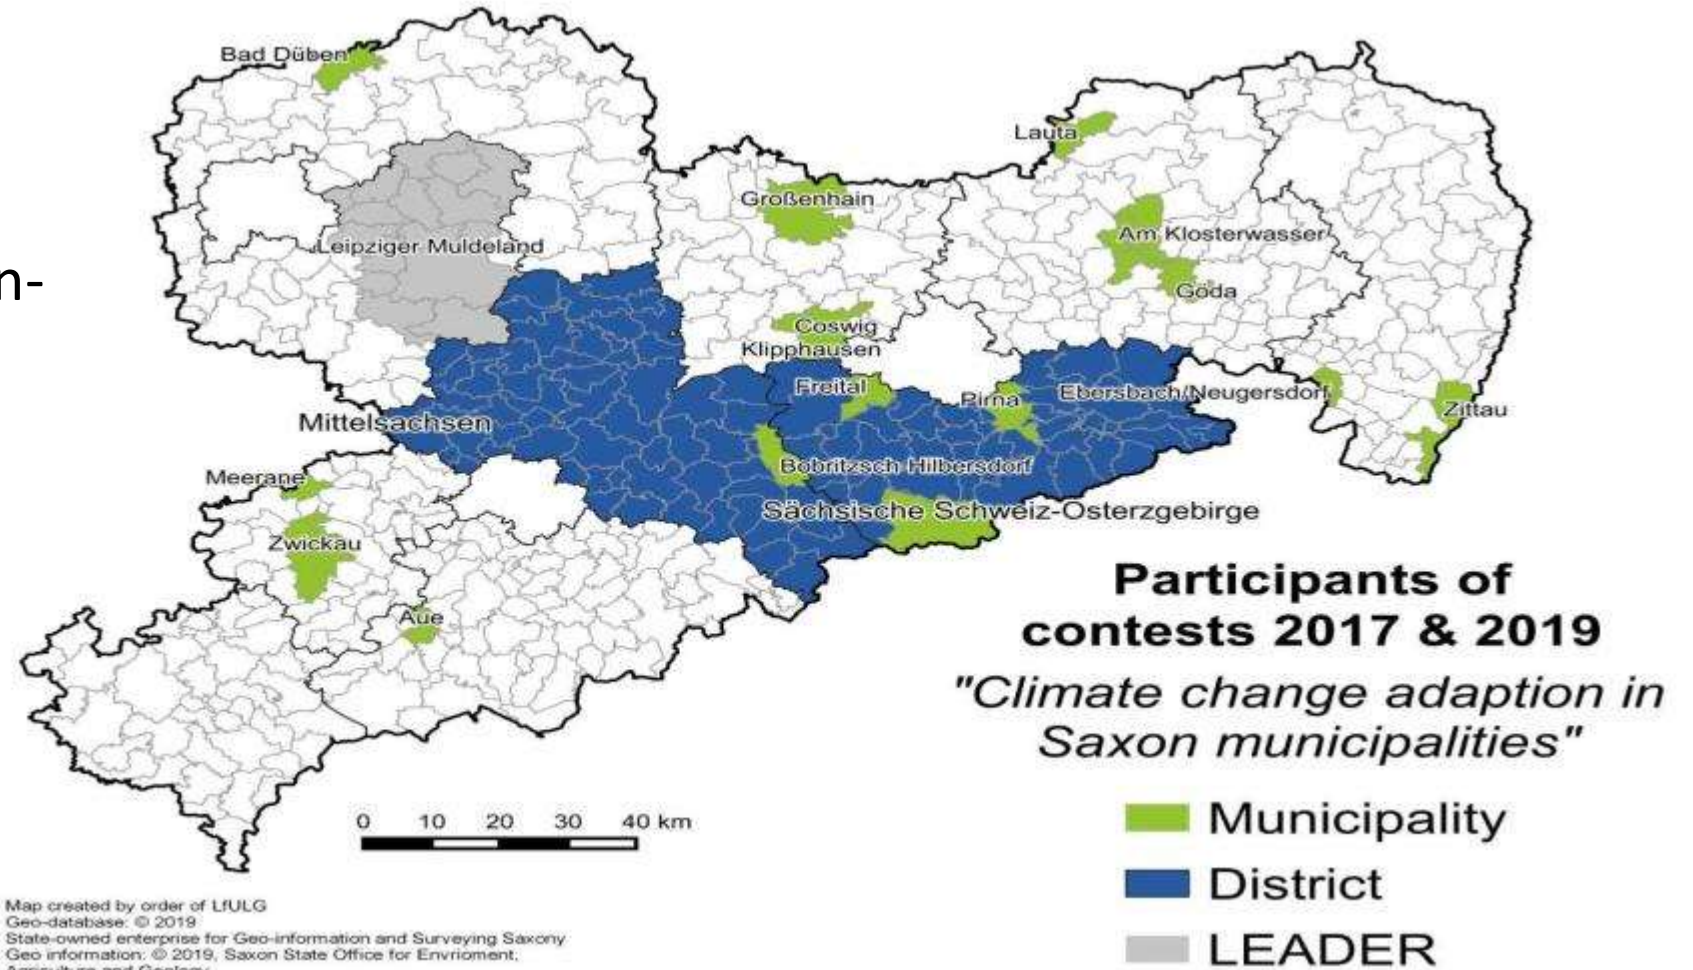 Bad Düben
Lauta
Großenhain
Am Klosterwasser
Leipziger Muldeland
n-
Göda
Coswig
Klipphausen
Freital
Pirna
Ebersbach/Neugersdorf
Zittau
Mittelsachsen
Bobritzsch-Hilbersdorf
Meerane
Sächsische Schweiz-Osterzgebirge
Zwickau
Aue
Participants of
contests 2017 & 2019
"Climate change adaption in
Saxon municipalities"
Municipality
District
LEADER
0 10 20 30 40 km
Map created by order of LfULG
Geo-database: © 2019
State-owned enterprise for Geo-information and Surveying Saxony
Geo information: © 2019, Saxon State Office for Envrioment,
Agriculture and Geology